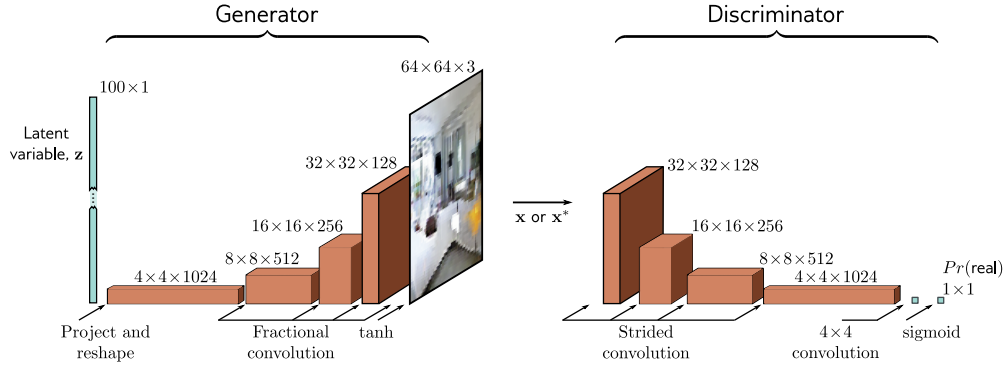 Generator
Discriminator
64×64×3
100×1
Latent
variable, z
32×32×128
32×32×128
16×16×256
16×16×256
x or x*
8×8×512
8×8×512
4×4×1024
4×4×1024
Pr(real)
1×1
Project and
reshape
Fractional
convolution
tanh
Strided
convolution
4×4
convolution
sigmoid